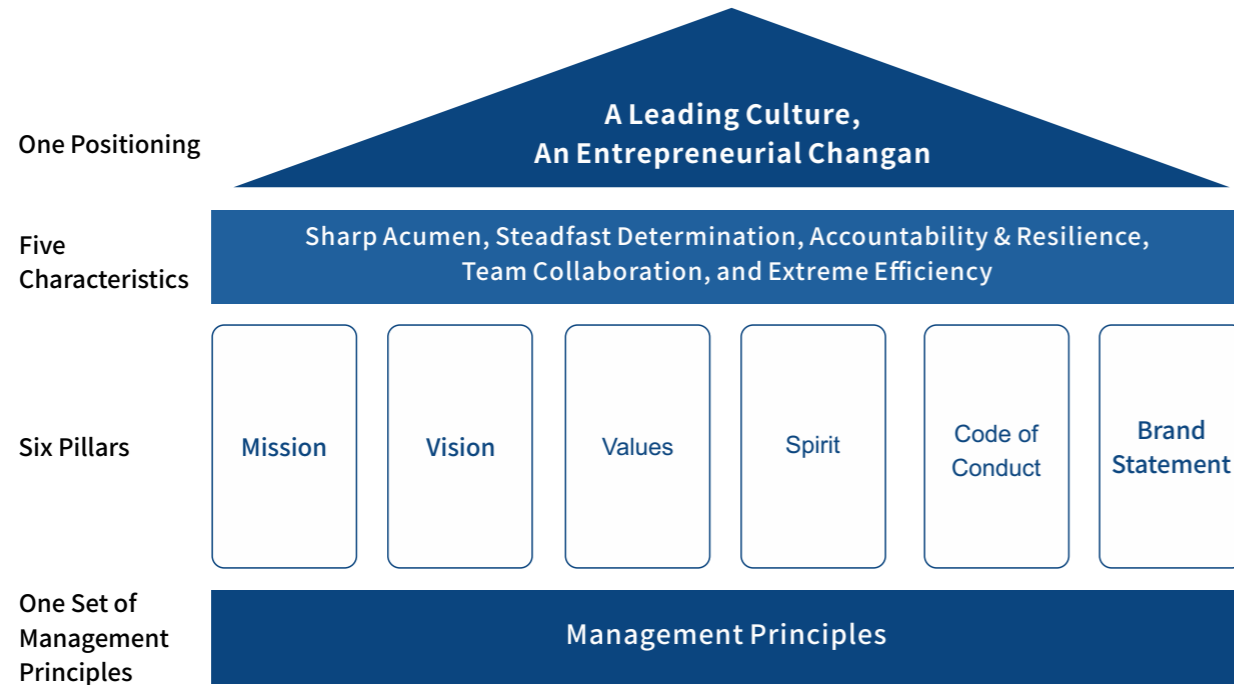 One Positioning
A Leading Culture,
An Entrepreneurial Changan
Five
Characteristics
Sharp Acumen, Steadfast Determination, Accountability & Resilience,
Team Collaboration, and Extreme Efficiency
Six Pillars
Mission
Vision
Values
Spirit
Code of
Conduct
Brand
Statement
One Set of
Management
Principles
Management Principles